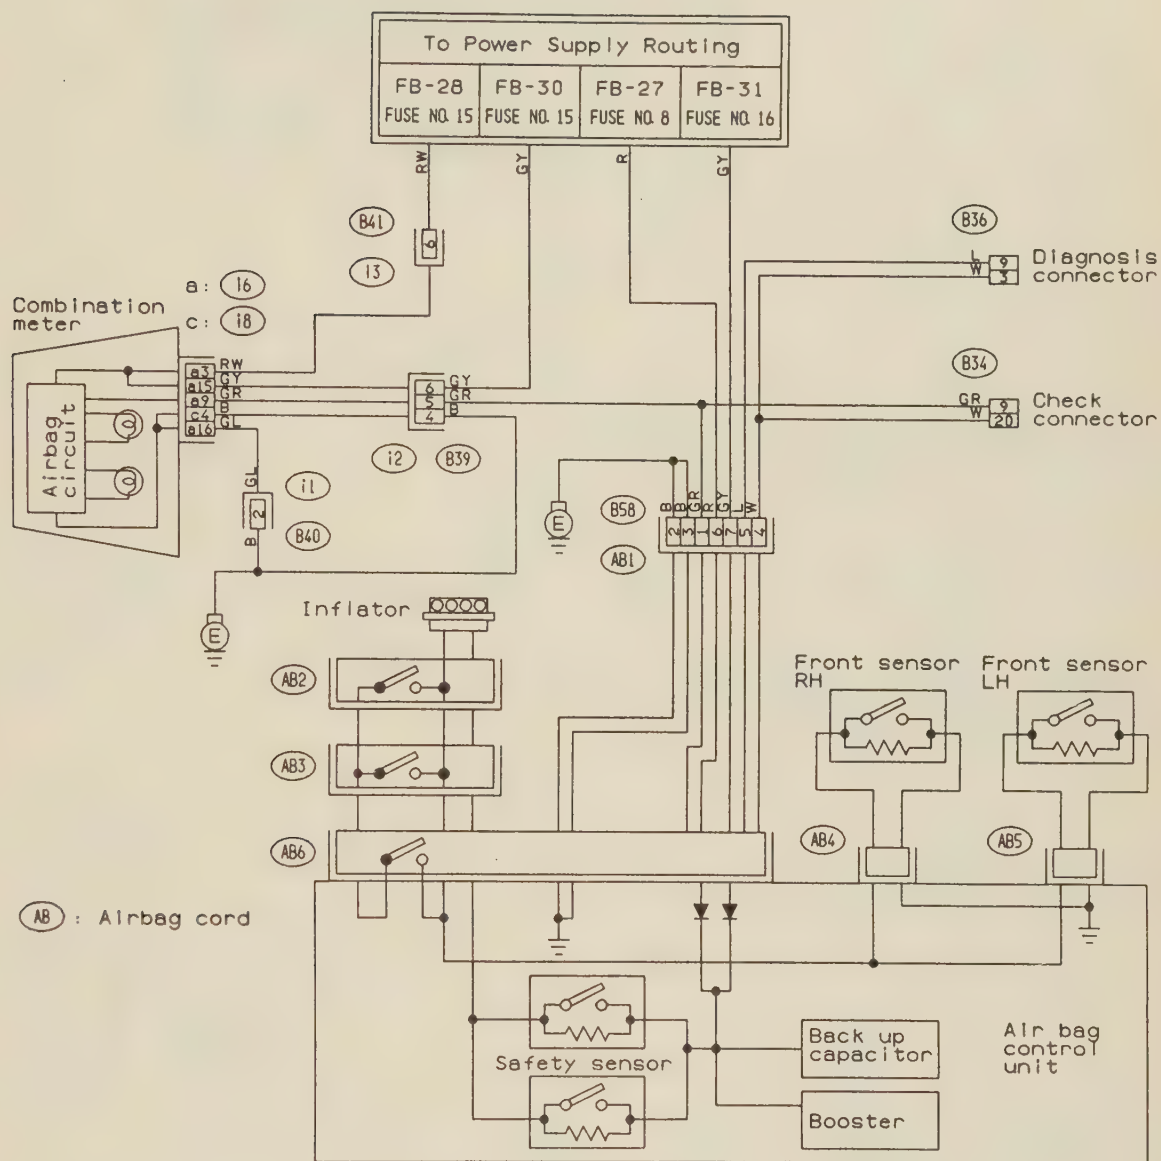 To Power Supply Routing
FB-28 FB-30 FB-27 FB-31
FUSE NO. 15 FUSE NO. 15 FUSE NO. 8 FUSE NO. 16
RW GY R GY
B41
6
i3
B36
L 9 Diagnosis
W 3 connector
a: i6
c: i8
Combination
meter
Airbag
circuit
a3 RW
a15 GY
a9 GR
c4 B
a16 GL
6 GY
5 GR
4 B
i2 B39
B34
GR 9 Check
W 20 connector
GL
i1
2
B40
B
E
E
B58
B B GR R GY L W
2 3 1 6 7 5 4
AB1
Inflator
AB2
AB3
AB6
Front sensor
RH
Front sensor
LH
AB4
AB5
AB : Airbag cord
Safety sensor
Back up
capacitor
Booster
Air bag
control
unit